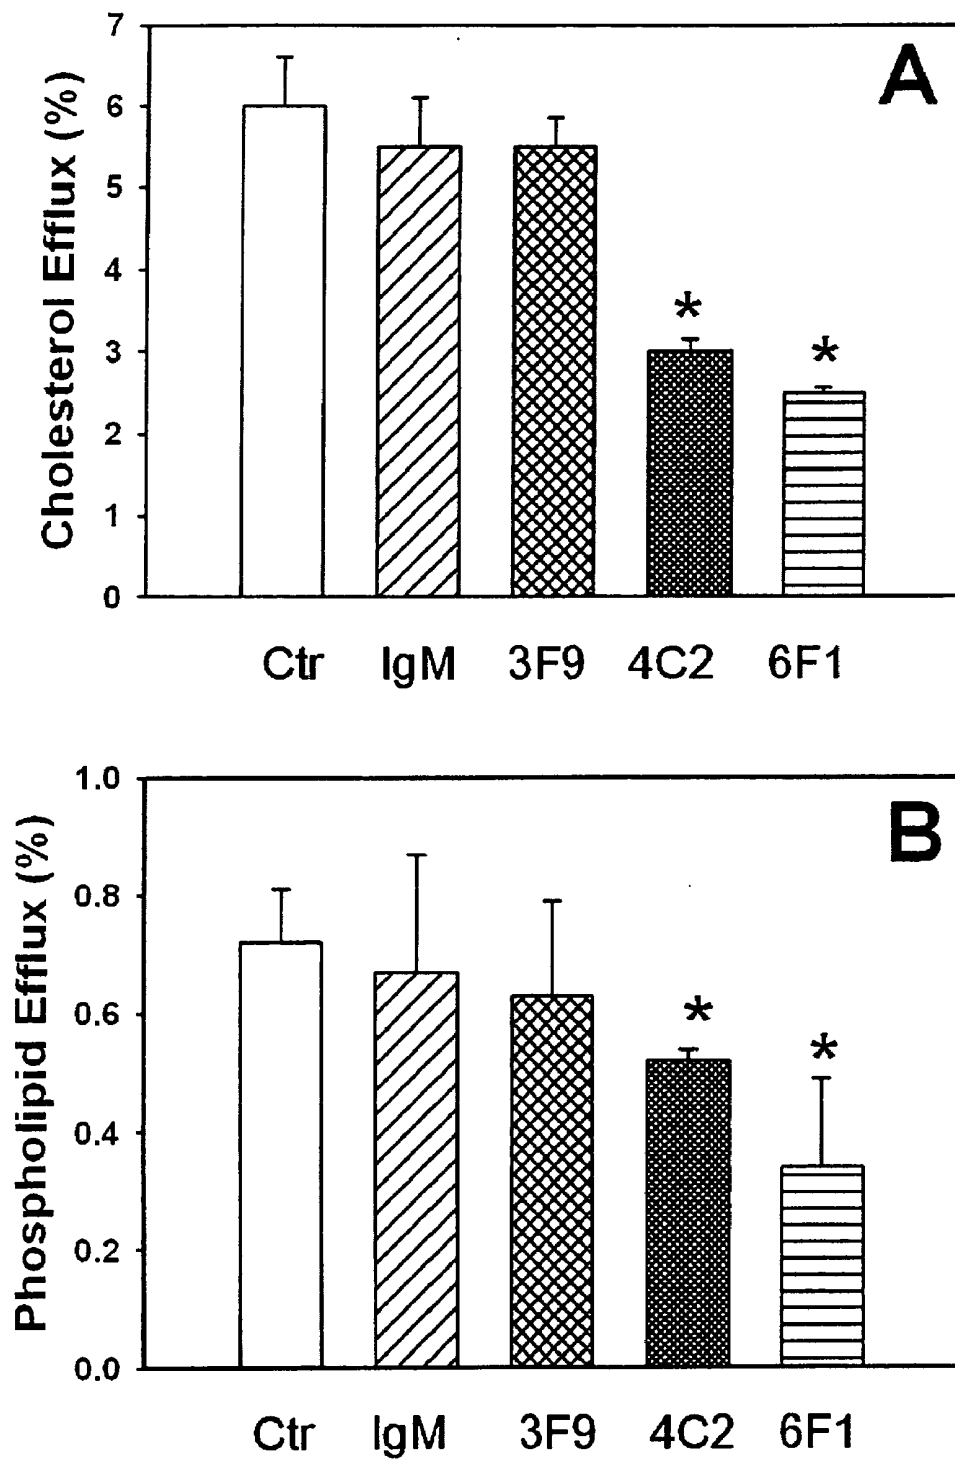 A
Cholesterol Efflux (%)
7
6
5
4
3
2
1
0
* *
Ctr IgM 3F9 4C2 6F1
B
Phospholipid Efflux (%)
1.0
0.8
0.6
0.4
0.2
0.0
* *
Ctr IgM 3F9 4C2 6F1